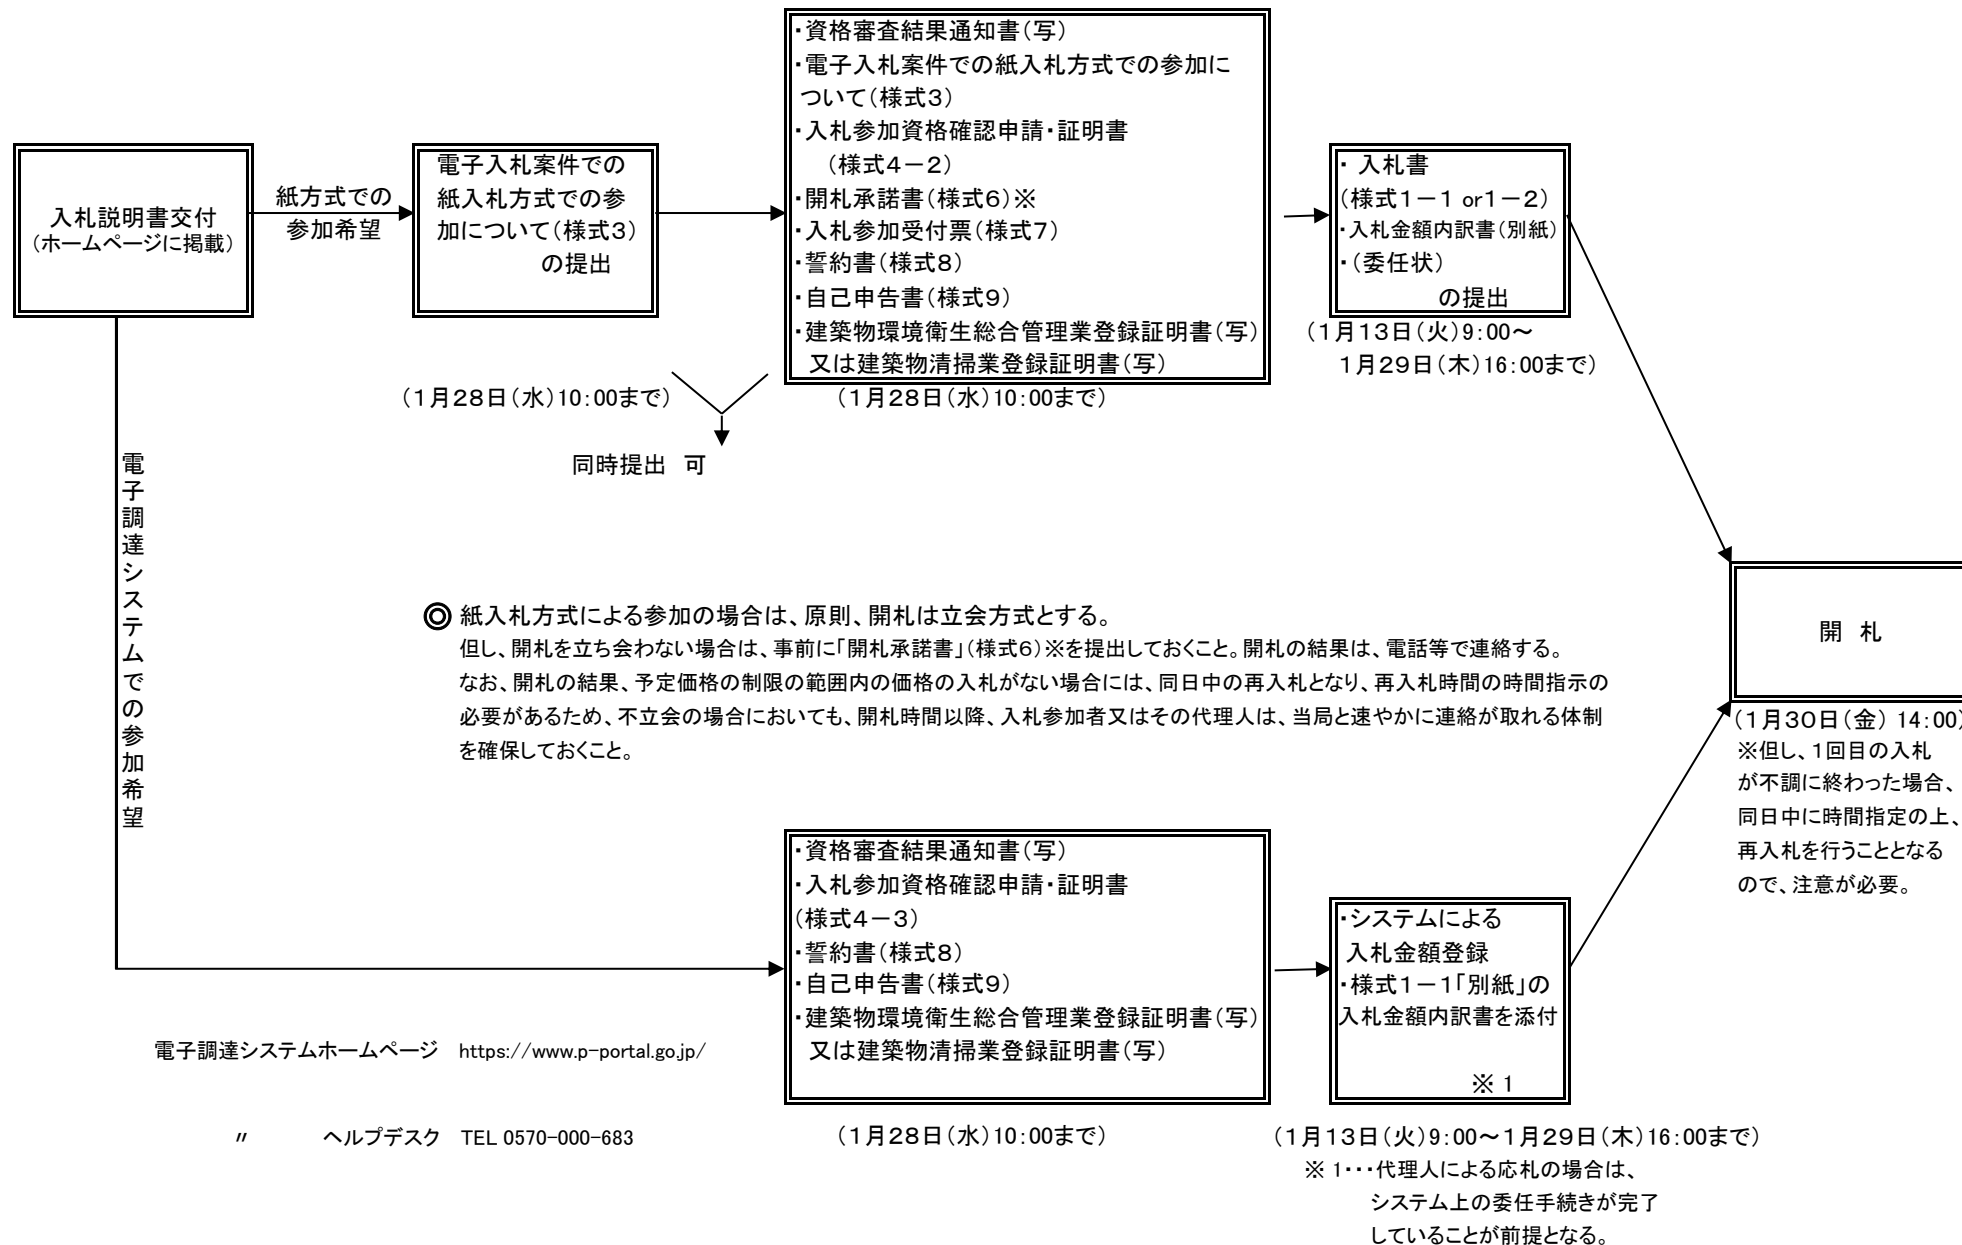 入札説明書交付
(ホームページに掲載)
紙方式での
参加希望
電子入札案件での
紙入札方式での参
加について(様式3)
の提出
・資格審査結果通知書(写)
・電子入札案件での紙入札方式での参加に
ついて(様式3)
・入札参加資格確認申請・証明書
(様式4-2)
・開札承諾書(様式6)※
・入札参加受付票(様式7)
・誓約書(様式8)
・自己申告書(様式9)
・建築物環境衛生総合管理業登録証明書(写)
又は建築物清掃業登録証明書(写)
・ 入札書
(様式1-1 or1-2)
・入札金額内訳書(別紙)
・(委任状)
の提出
(1月13日(火)9:00~
1月29日(木)16:00まで)
(1月28日(水)10:00まで)
(1月28日(水)10:00まで)
同時提出 可
電子調達システムでの参加希望
◎ 紙入札方式による参加の場合は、原則、開札は立会方式とする。
但し、開札を立ち会わない場合は、事前に「開札承諾書」(様式6)※を提出しておくこと。開札の結果は、電話等で連絡する。
なお、開札の結果、予定価格の制限の範囲内の価格の入札がない場合には、同日中の再入札となり、再入札時間の時間指示の
必要があるため、不立会の場合においても、開札時間以降、入札参加者又はその代理人は、当局と速やかに連絡が取れる体制
を確保しておくこと。
開 札
(1月30日(金) 14:00)
※但し、1回目の入札
が不調に終わった場合、
同日中に時間指定の上、
再入札を行うこととなる
ので、注意が必要。
・資格審査結果通知書(写)
・入札参加資格確認申請・証明書
(様式4-3)
・誓約書(様式8)
・自己申告書(様式9)
・建築物環境衛生総合管理業登録証明書(写)
又は建築物清掃業登録証明書(写)
・システムによる
入札金額登録
・様式1-1「別紙」の
入札金額内訳書を添付
※ 1
電子調達システムホームページ https://www.p-portal.go.jp/
〃 ヘルプデスク TEL 0570-000-683
(1月28日(水)10:00まで)
(1月13日(火)9:00~1月29日(木)16:00まで)
※ 1・・・代理人による応札の場合は、
システム上の委任手続きが完了
していることが前提となる。